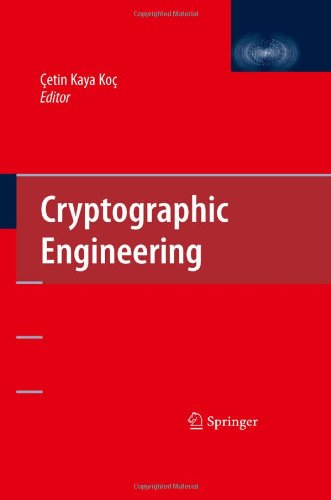 Çetin Kaya Koç
Editor
Cryptographic
Engineering
Springer